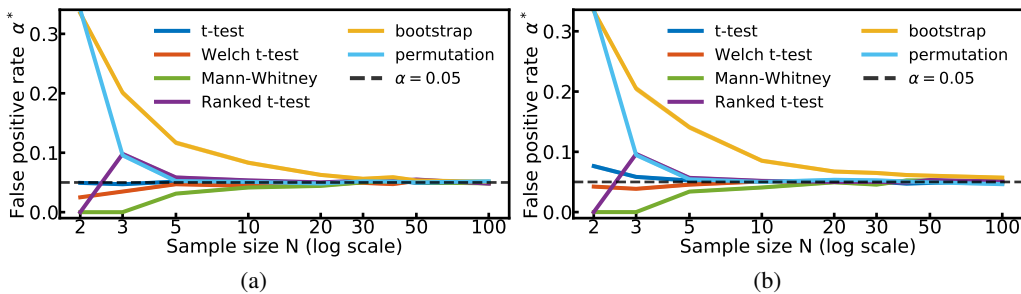 False positive rate α*
0.3
0.2
0.1
0.0
t-test
Welch t-test
Mann-Whitney
Ranked t-test
bootstrap
permutation
α = 0.05
2 3 5 10 20 30 50 100
Sample size N (log scale)
(a)
False positive rate α*
0.3
0.2
0.1
0.0
t-test
Welch t-test
Mann-Whitney
Ranked t-test
bootstrap
permutation
α = 0.05
2 3 5 10 20 30 50 100
Sample size N (log scale)
(b)